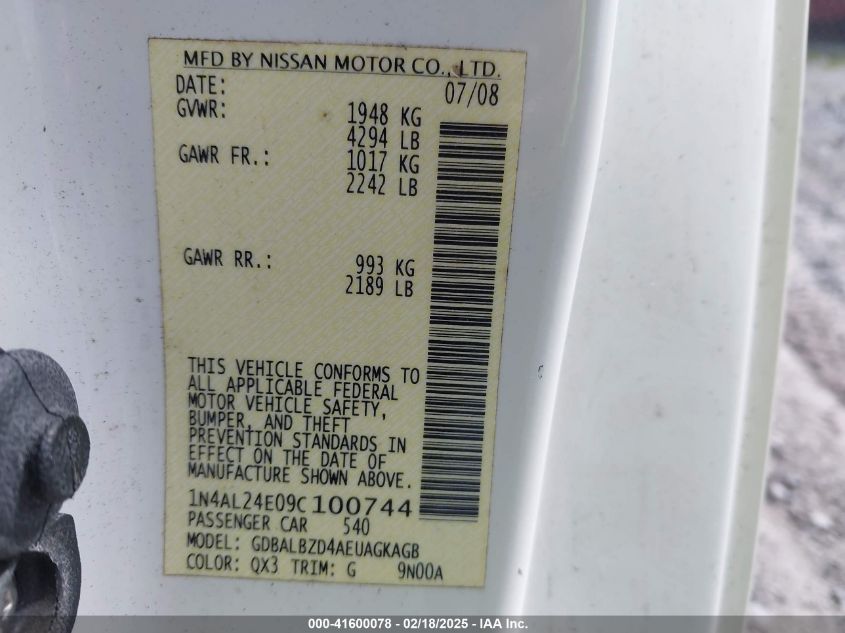 MFD BY NISSAN MOTOR CO., LTD.
DATE: 07/08
GVWR: 1948 KG
4294 LB
GAWR FR.: 1017 KG
2242 LB
GAWR RR.: 993 KG
2189 LB
THIS VEHICLE CONFORMS TO
ALL APPLICABLE FEDERAL
MOTOR VEHICLE SAFETY,
BUMPER, AND THEFT
PREVENTION STANDARDS IN
EFFECT ON THE DATE OF
MANUFACTURE SHOWN ABOVE.
1N4AL24E09C100744
PASSENGER CAR 540
MODEL: GDBALBZD4AEUAGKAGB
COLOR: QX3 TRIM: G 9N00A
000-41600078 - 02/18/2025 - IAA Inc.